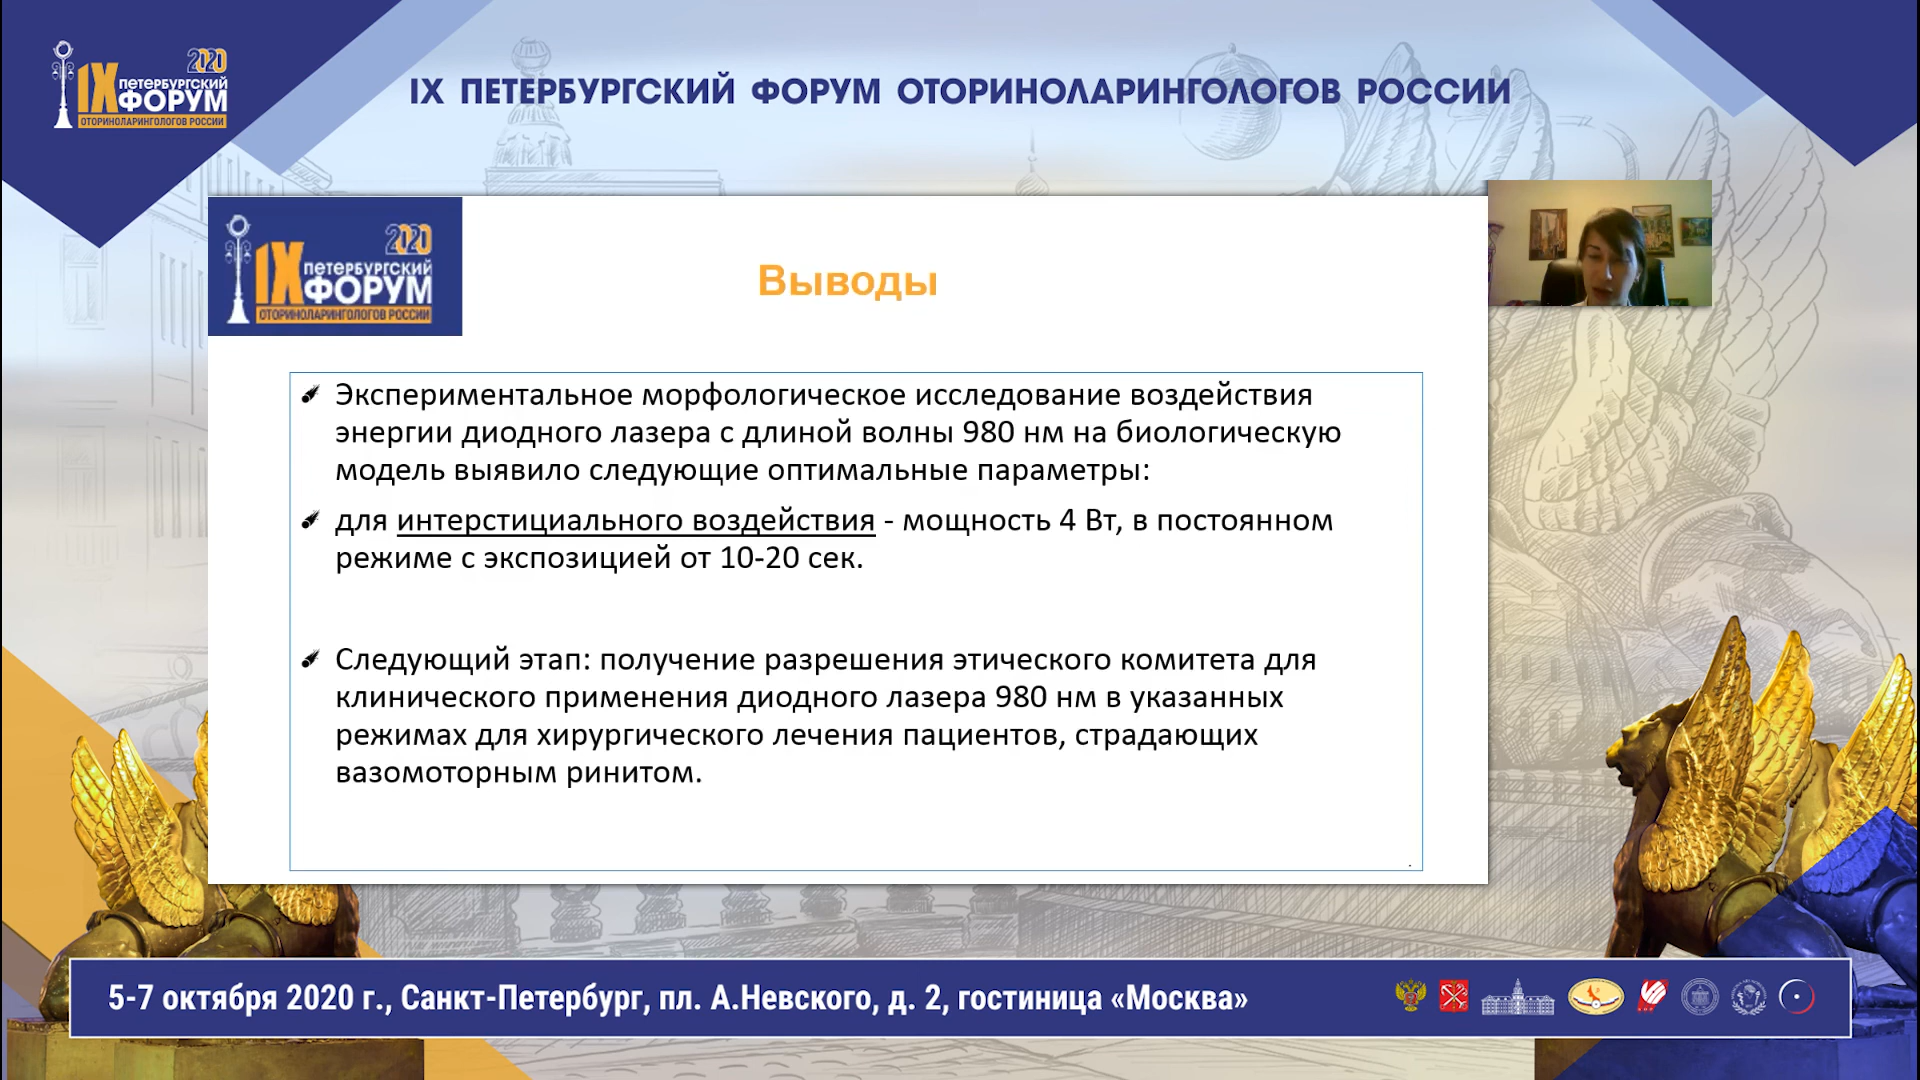 IX ПЕТЕРБУРГСКИЙ ФОРУМ ОТОРИНОЛАРИНГОЛОГОВ РОССИИ
2020
IX ПЕТЕРБУРГСКИЙ
ФОРУМ
ОТОРИНОЛАРИНГОЛОГОВ РОССИИ
2020
IX ПЕТЕРБУРГСКИЙ
ФОРУМ
ОТОРИНОЛАРИНГОЛОГОВ РОССИИ
Выводы
Экспериментальное морфологическое исследование воздействия
энергии диодного лазера с длиной волны 980 нм на биологическую
модель выявило следующие оптимальные параметры:
для интерстициального воздействия - мощность 4 Вт, в постоянном
режиме с экспозицией от 10-20 сек.
Следующий этап: получение разрешения этического комитета для
клинического применения диодного лазера 980 нм в указанных
режимах для хирургического лечения пациентов, страдающих
вазомоторным ринитом.
5-7 октября 2020 г., Санкт-Петербург, пл. А.Невского, д. 2, гостиница «Москва»